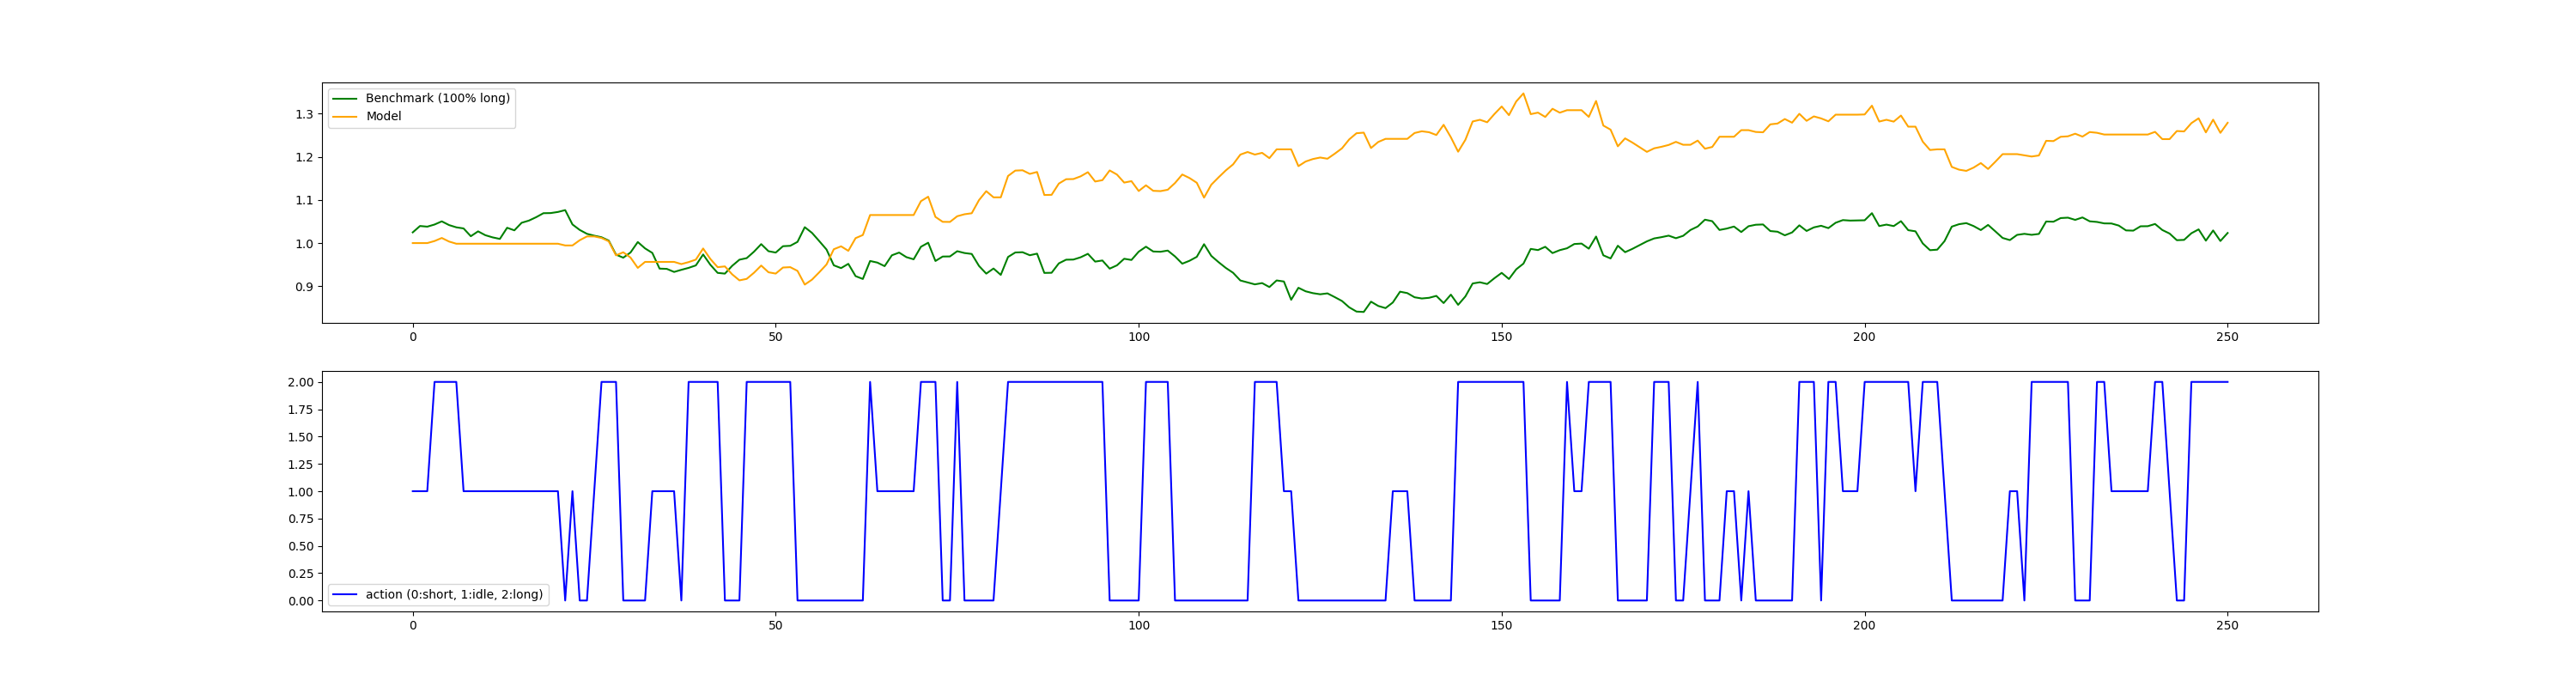 Benchmark (100% long)
Model
1.3
1.2
1.1
1.0
0.9
0 50 100 150 200 250
2.00
1.75
1.50
1.25
1.00
0.75
0.50
0.25
0.00
action (0:short, 1:idle, 2:long)
0 50 100 150 200 250